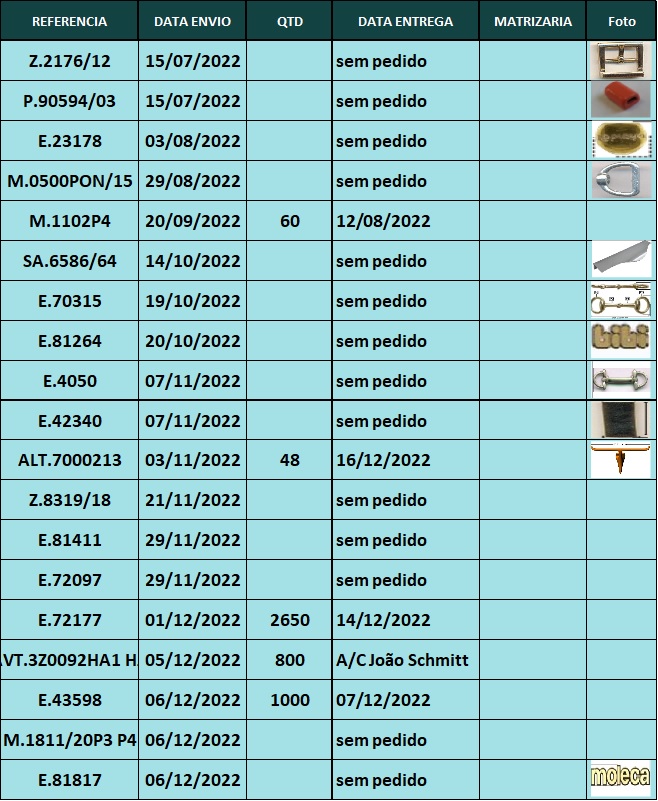 REFERENCIA DATA ENVIO QTD DATA ENTREGA MATRIZARIA Foto
Z.2176/12 15/07/2022 sem pedido
P.90594/03 15/07/2022 sem pedido
E.23178 03/08/2022 sem pedido
M.0500PON/15 29/08/2022 sem pedido
M.1102P4 20/09/2022 60 12/08/2022
SA.6586/64 14/10/2022 sem pedido
E.70315 19/10/2022 sem pedido
E.81264 20/10/2022 sem pedido bibi
E.4050 07/11/2022 sem pedido
E.42340 07/11/2022 sem pedido
ALT.7000213 03/11/2022 48 16/12/2022
Z.8319/18 21/11/2022 sem pedido
E.81411 29/11/2022 sem pedido
E.72097 29/11/2022 sem pedido
E.72177 01/12/2022 2650 14/12/2022
AVT.3Z0092HA1 H 05/12/2022 800 A/C João Schmitt
E.43598 06/12/2022 1000 07/12/2022
M.1811/20P3 P4 06/12/2022 sem pedido
E.81817 06/12/2022 sem pedido moleca